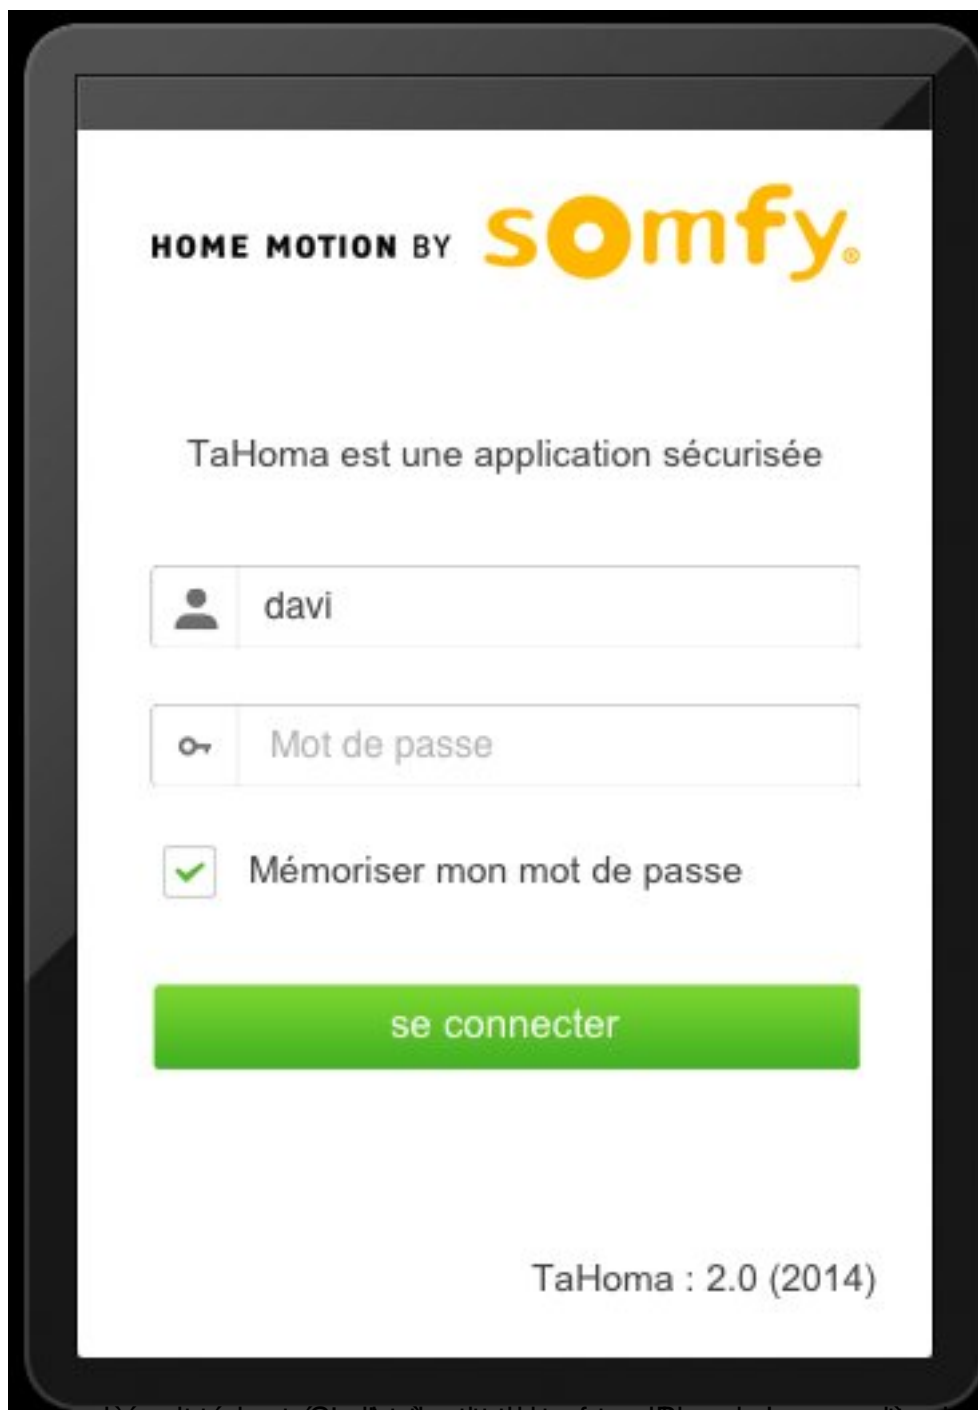 HOME MOTION BY somfy®
TaHoma est une application sécurisée
davi
Mot de passe
Mémoriser mon mot de passe
se connecter
TaHoma : 2.0 (2014)